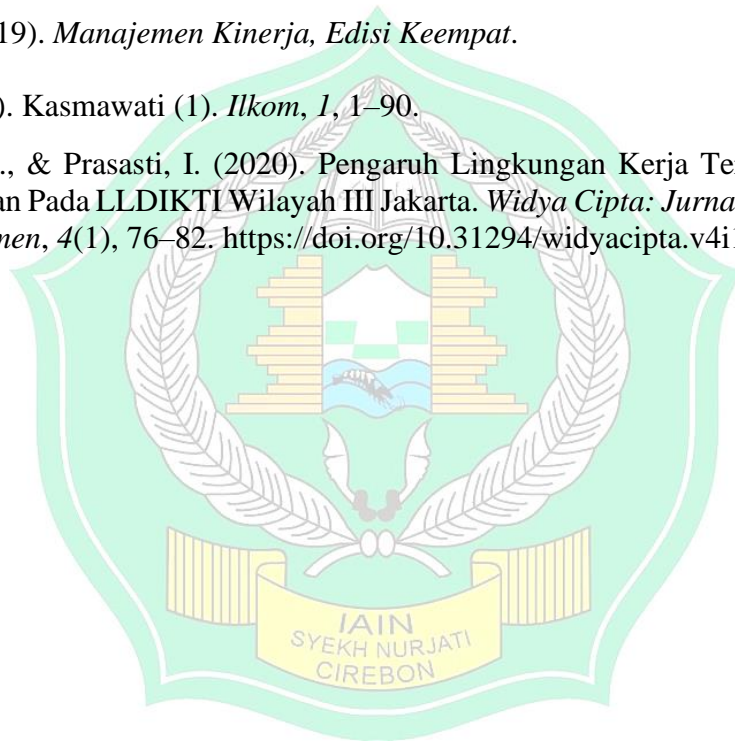 19). Manajemen Kinerja, Edisi Keempat.
). Kasmawati (1). Ilkom, 1, 1–90.
., & Prasasti, I. (2020). Pengaruh Lingkungan Kerja Te
an Pada LLDIKTI Wilayah III Jakarta. Widya Cipta: Jurna
men, 4(1), 76–82. https://doi.org/10.31294/widyacipta.v4i1
IAIN
SYEKH NURJATI
CIREBON